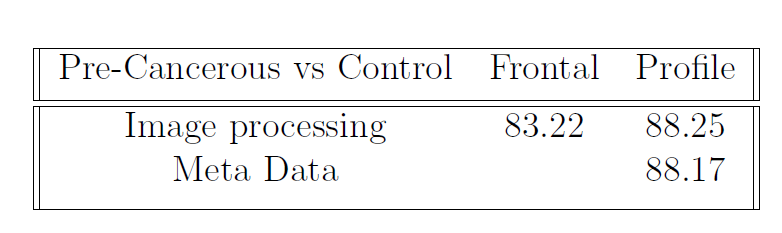 Pre-Cancerous vs Control Frontal Profile
Image processing 83.22 88.25
Meta Data 88.17